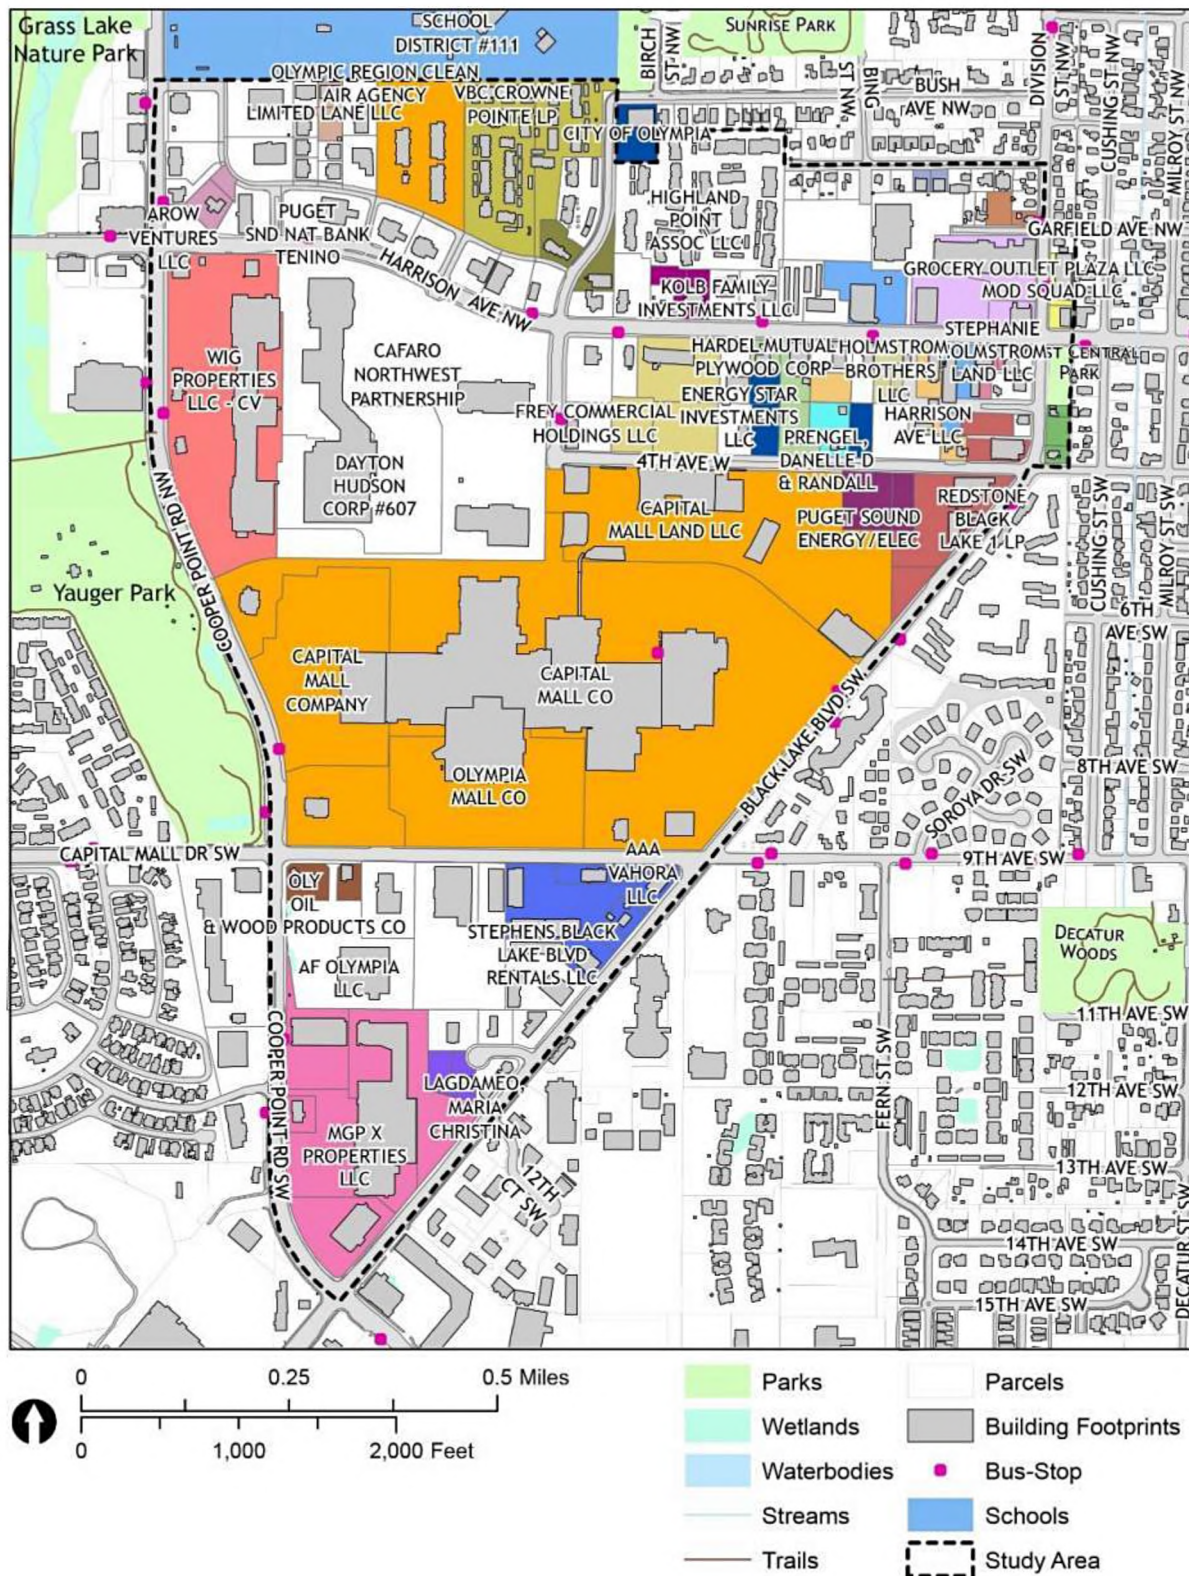 Grass Lake
Nature Park
SCHOOL
DISTRICT #111
BIRCH
ST NW
SUNRISE PARK
DIVISION
ST NW
CUSHING ST NW
MILROY ST NW
OLYMPIC REGION CLEAN
AIR AGENCY
LIMITED LANE LLC
VBC CROWNE
POINTE LP
CITY OF OLYMPIA
ST NW
BING
BUSH
AVE NW
AROW
VENTURES
LLC
PUGET
SND NAT BANK
TENINO
HIGHLAND
POINT
ASSOC LLC
GARFIELD AVE NW
HARRISON AVE NW
KOLB FAMILY
INVESTMENTS LLC
GROCERY OUTLET PLAZA LLC
MOD SQUAD LLC
WIG
PROPERTIES
LLC - CV
CAFARO
NORTHWEST
PARTNERSHIP
HARDEL MUTUAL
PLYWOOD CORP
HOLMSTROM
BROTHERS
LLC
STEPHANIE
HOLMSTROM
LAND LLC
ST CENTRAL
PARK
FREY COMMERCIAL
HOLDINGS LLC
ENERGY STAR
INVESTMENTS
LLC
HARRISON
AVE LLC
PRENGEL,
DANELLE D
& RANDALL
4TH AVE W
DAYTON
HUDSON
CORP #607
CAPITAL
MALL LAND LLC
PUGET SOUND
ENERGY/ELEC
REDSTONE
BLACK
LAKE 1 LP
COOPER POINT RD NW
Yauger Park
CUSHING ST SW
MILROY ST SW
6TH
AVE SW
CAPITAL
MALL
COMPANY
CAPITAL
MALL CO
BLACK LAKE BLVD SW
OLYMPIA
MALL CO
SOROYA DR SW
8TH AVE SW
CAPITAL MALL DR SW
AAA
VAHORA
LLC
9TH AVE SW
OLY
OIL
& WOOD PRODUCTS CO
STEPHENS BLACK
LAKE BLVD
RENTALS LLC
DECATUR
WOODS
AF OLYMPIA
LLC
11TH AVE SW
COOPER POINT RD SW
FERN ST SW
LAGDAMEO
MARIA
CHRISTINA
12TH AVE SW
MGP X
PROPERTIES
LLC
12TH
CT SW
13TH AVE SW
DECATUR ST SW
14TH AVE SW
15TH AVE SW
0 0.25 0.5 Miles
0 1,000 2,000 Feet
Parks
Wetlands
Waterbodies
Streams
Trails
Parcels
Building Footprints
Bus-Stop
Schools
Study Area